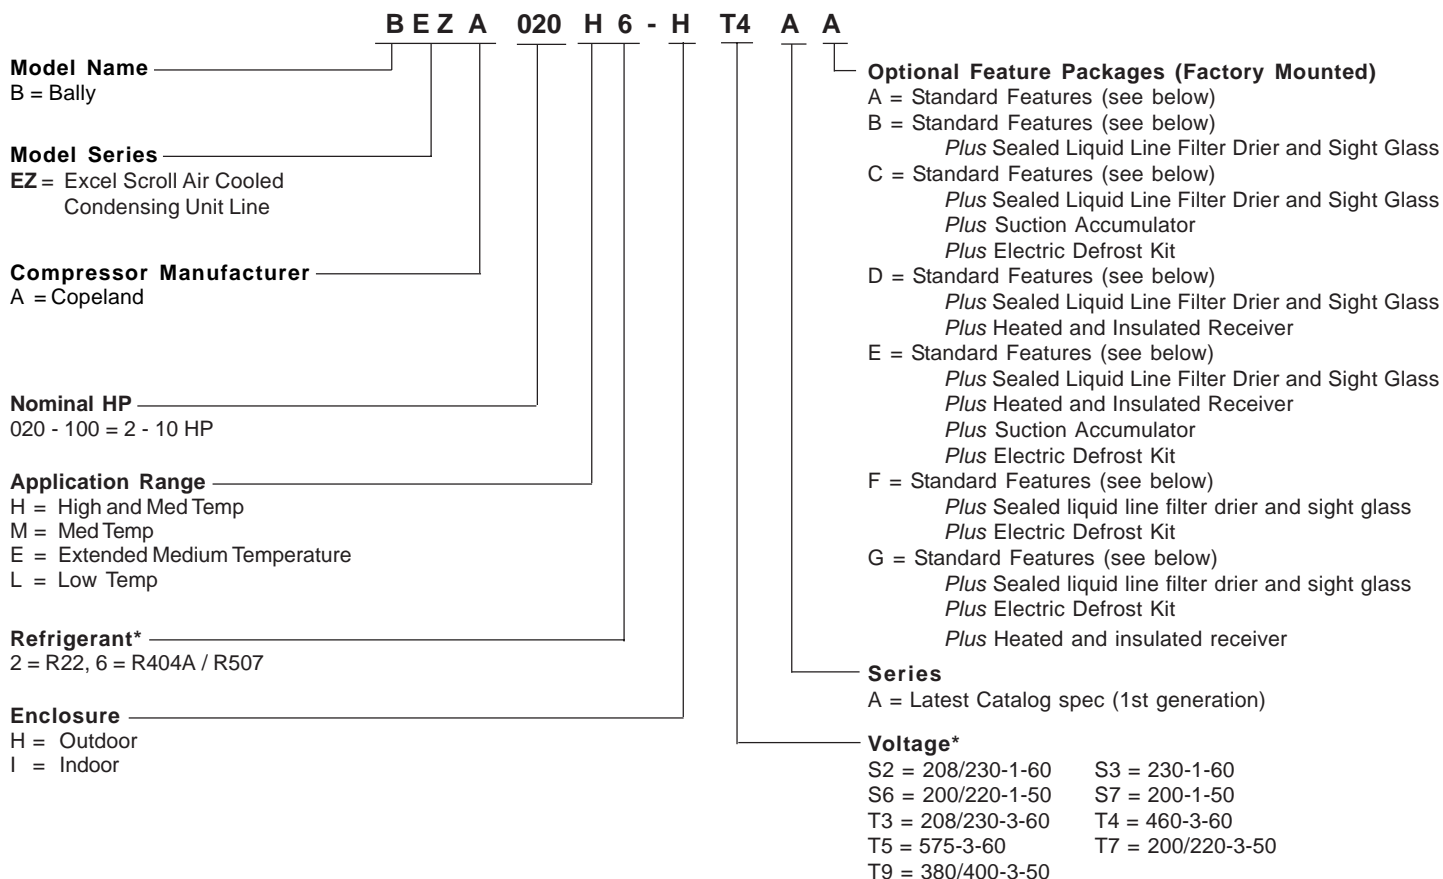 B E Z A 020 H 6 - H T4 A A
Model Name
B = Bally
Model Series
EZ = Excel Scroll Air Cooled
Condensing Unit Line
Compressor Manufacturer
A = Copeland
Nominal HP
020 - 100 = 2 - 10 HP
Application Range
H = High and Med Temp
M = Med Temp
E = Extended Medium Temperature
L = Low Temp
Refrigerant*
2 = R22, 6 = R404A / R507
Enclosure
H = Outdoor
I = Indoor
Optional Feature Packages (Factory Mounted)
A = Standard Features (see below)
B = Standard Features (see below)
Plus Sealed Liquid Line Filter Drier and Sight Glass
C = Standard Features (see below)
Plus Sealed Liquid Line Filter Drier and Sight Glass
Plus Suction Accumulator
Plus Electric Defrost Kit
D = Standard Features (see below)
Plus Sealed Liquid Line Filter Drier and Sight Glass
Plus Heated and Insulated Receiver
E = Standard Features (see below)
Plus Sealed Liquid Line Filter Drier and Sight Glass
Plus Heated and Insulated Receiver
Plus Suction Accumulator
Plus Electric Defrost Kit
F = Standard Features (see below)
Plus Sealed liquid line filter drier and sight glass
Plus Electric Defrost Kit
G = Standard Features (see below)
Plus Sealed liquid line filter drier and sight glass
Plus Electric Defrost Kit
Plus Heated and insulated receiver
Series
A = Latest Catalog spec (1st generation)
Voltage*
S2 = 208/230-1-60 S3 = 230-1-60
S6 = 200/220-1-50 S7 = 200-1-50
T3 = 208/230-3-60 T4 = 460-3-60
T5 = 575-3-60 T7 = 200/220-3-50
T9 = 380/400-3-50